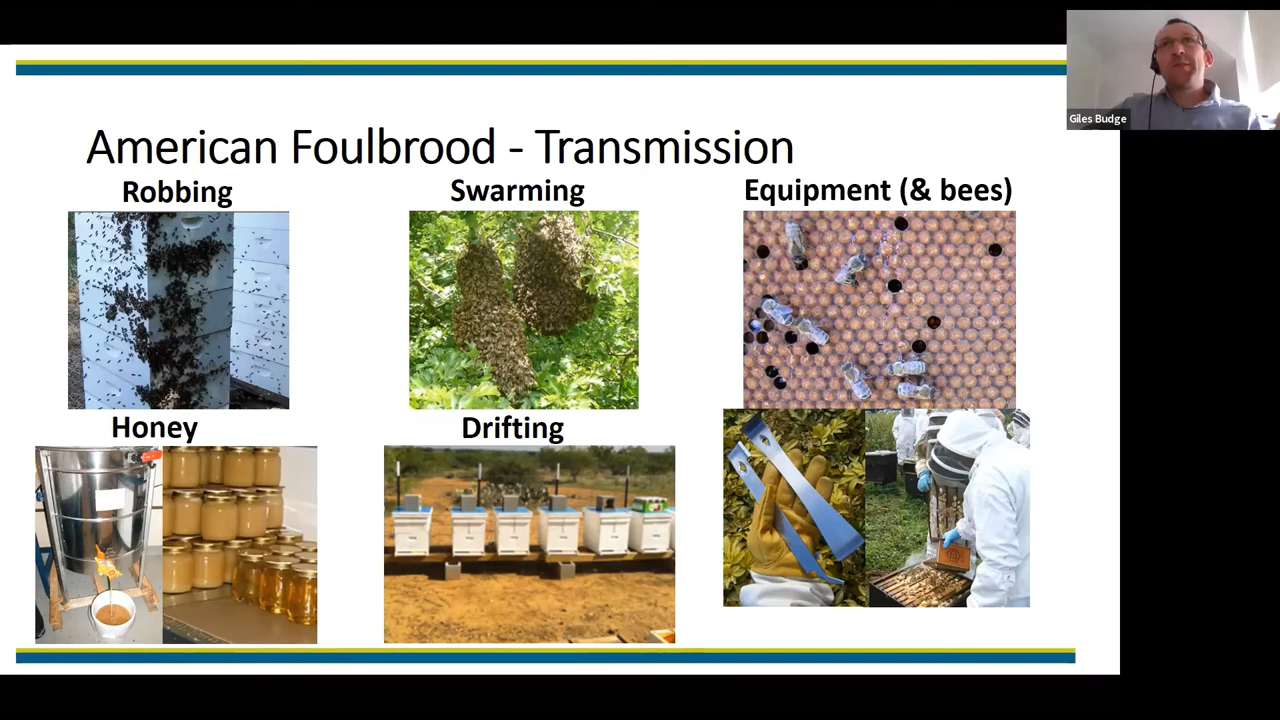 American Foulbrood - Transmission
Robbing
Swarming
Equipment (& bees)
Honey
Drifting
Giles Budge